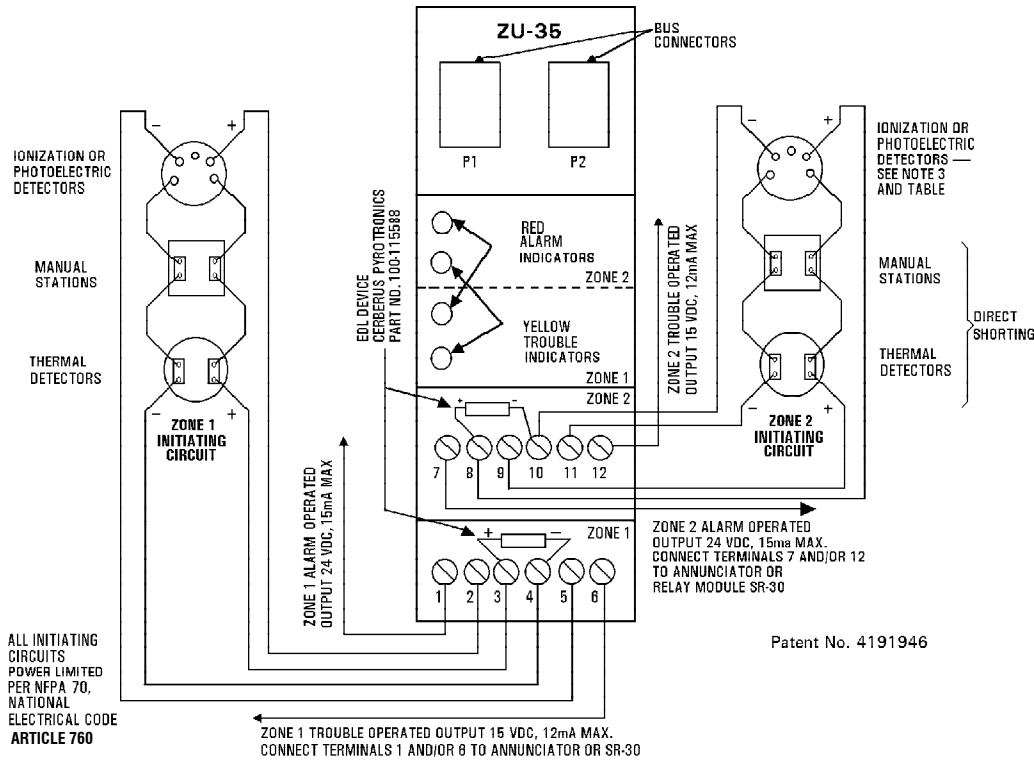 ZU-35
BUS
CONNECTORS
P1
P2
−
+
IONIZATION OR
PHOTOELECTRIC
DETECTORS
MANUAL
STATIONS
THERMAL
DETECTORS
−
+
ZONE 1
INITIATING
CIRCUIT
EOL DEVICE
CERBERUS PYROTRONICS
PART NO. 100-115588
RED
ALARM
INDICATORS
ZONE 2
YELLOW
TROUBLE
INDICATORS
ZONE 1
ZONE 2
+
−
7
8
9
10
11
12
ZONE 1
+
−
1
2
3
4
5
6
ZONE 2 TROUBLE OPERATED
OUTPUT 15 VDC, 12mA MAX
−
+
IONIZATION OR
PHOTOELECTRIC
DETECTORS —
SEE NOTE 3
AND TABLE
MANUAL
STATIONS
DIRECT
SHORTING
THERMAL
DETECTORS
−
+
ZONE 2
INITIATING
CIRCUIT
ZONE 1 ALARM OPERATED
OUTPUT 24 VDC, 15mA MAX
ZONE 2 ALARM OPERATED
OUTPUT 24 VDC, 15ma MAX.
CONNECT TERMINALS 7 AND/OR 12
TO ANNUNCIATOR OR
RELAY MODULE SR-30
Patent No. 4191946
ALL INITIATING
CIRCUITS
POWER LIMITED
PER NFPA 70,
NATIONAL
ELECTRICAL CODE
ARTICLE 760
ZONE 1 TROUBLE OPERATED OUTPUT 15 VDC, 12mA MAX.
CONNECT TERMINALS 1 AND/OR 6 TO ANNUNCIATOR OR SR-30